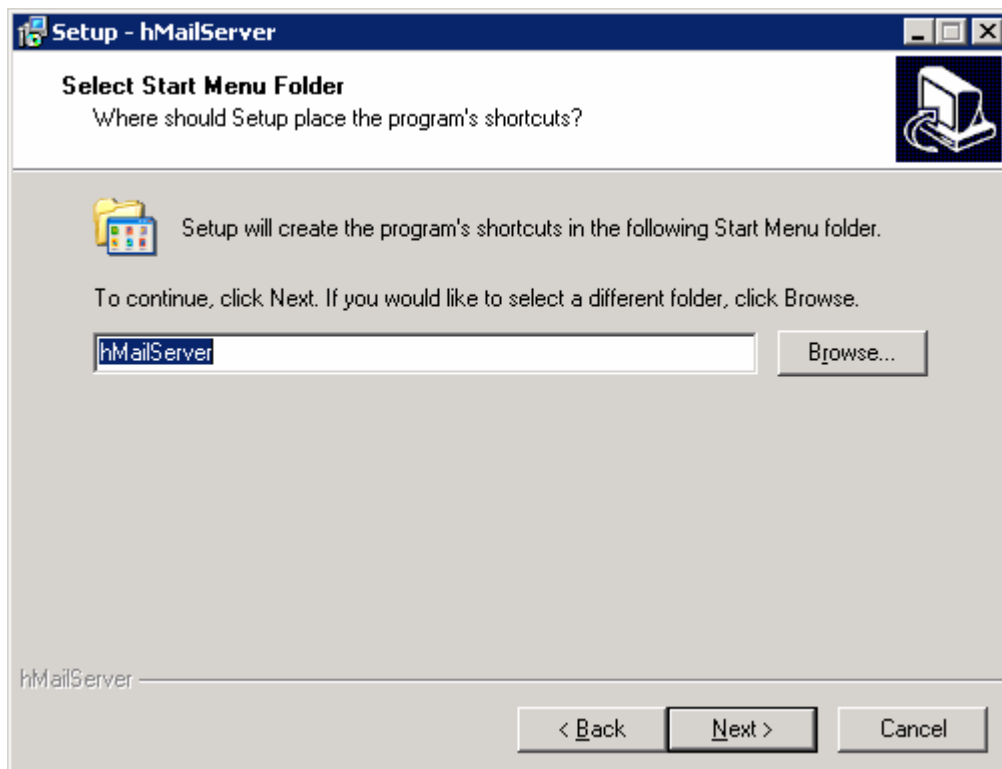 Setup - hMailServer
Select Start Menu Folder
Where should Setup place the program's shortcuts?
Setup will create the program's shortcuts in the following Start Menu folder.
To continue, click Next. If you would like to select a different folder, click Browse.
hMailServer
Browse...
hMailServer
< Back
Next >
Cancel